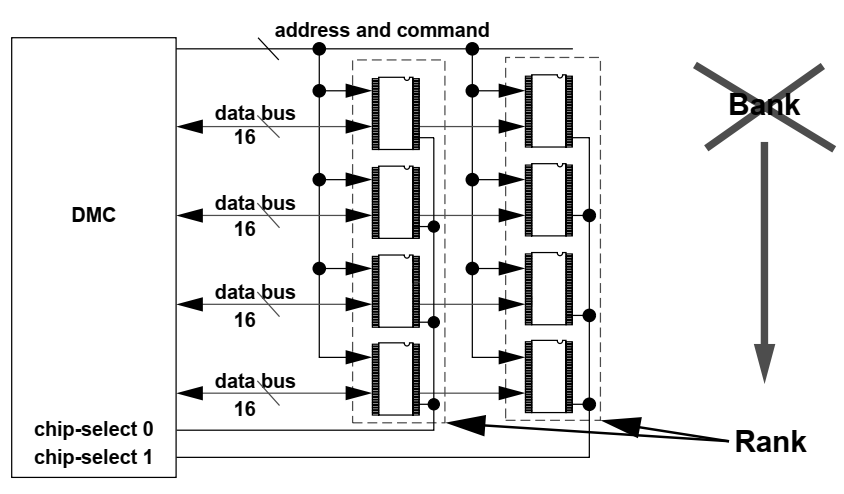 address and command
data bus
16
data bus
16
data bus
16
data bus
16
DMC
chip-select 0
chip-select 1
Bank
Rank